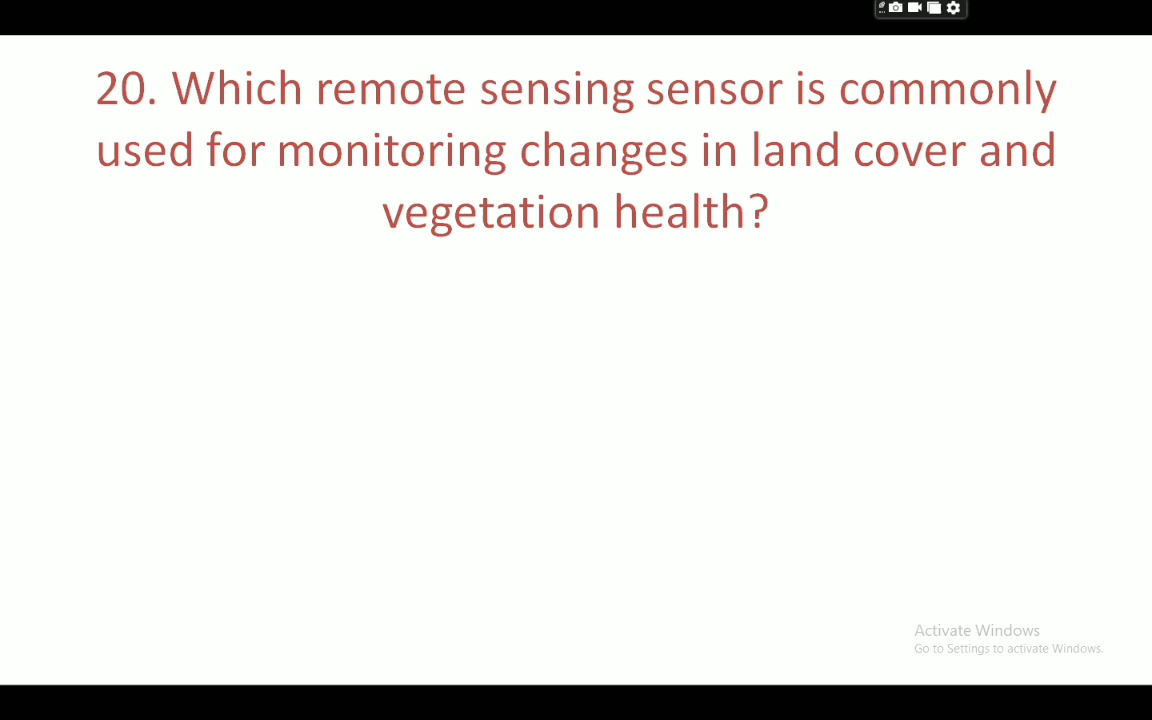 20. Which remote sensing sensor is commonly
used for monitoring changes in land cover and
vegetation health?
Activate Windows
Go to Settings to activate Windows.